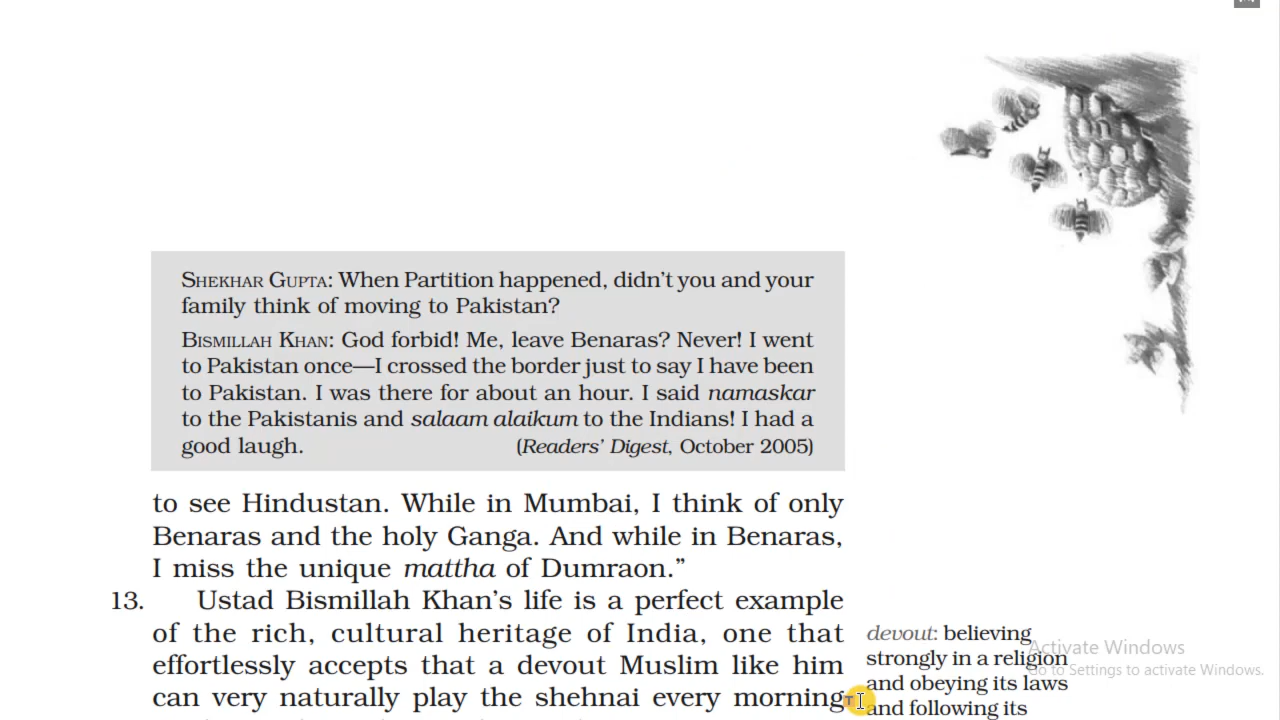 SHEKHAR GUPTA: When Partition happened, didn't you and your
family think of moving to Pakistan?
BISMILLAH KHAN: God forbid! Me, leave Benaras? Never! I went
to Pakistan once—I crossed the border just to say I have been
to Pakistan. I was there for about an hour. I said namaskar
to the Pakistanis and salaam alaikum to the Indians! I had a
good laugh. (Readers' Digest, October 2005)
to see Hindustan. While in Mumbai, I think of only
Benaras and the holy Ganga. And while in Benaras,
I miss the unique mattha of Dumraon.”
13. Ustad Bismillah Khan's life is a perfect example
of the rich, cultural heritage of India, one that
effortlessly accepts that a devout Muslim like him
can very naturally play the shehnai every morning
devout: believing
strongly in a religion
and obeying its laws
and following its
Activate Windows
Go to Settings to activate Windows.